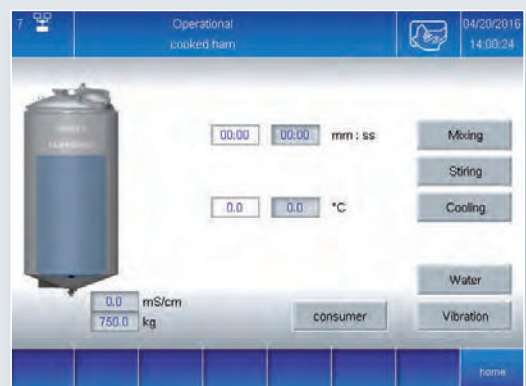 7 Operational 04/20/2016
cooked ham 14:00:24
00:00 00:00 mm : ss Mixing
Stiring
0.0 0.0 °C Cooling
Water
0.0 mS/cm
750.0 kg consumer Vibration
home